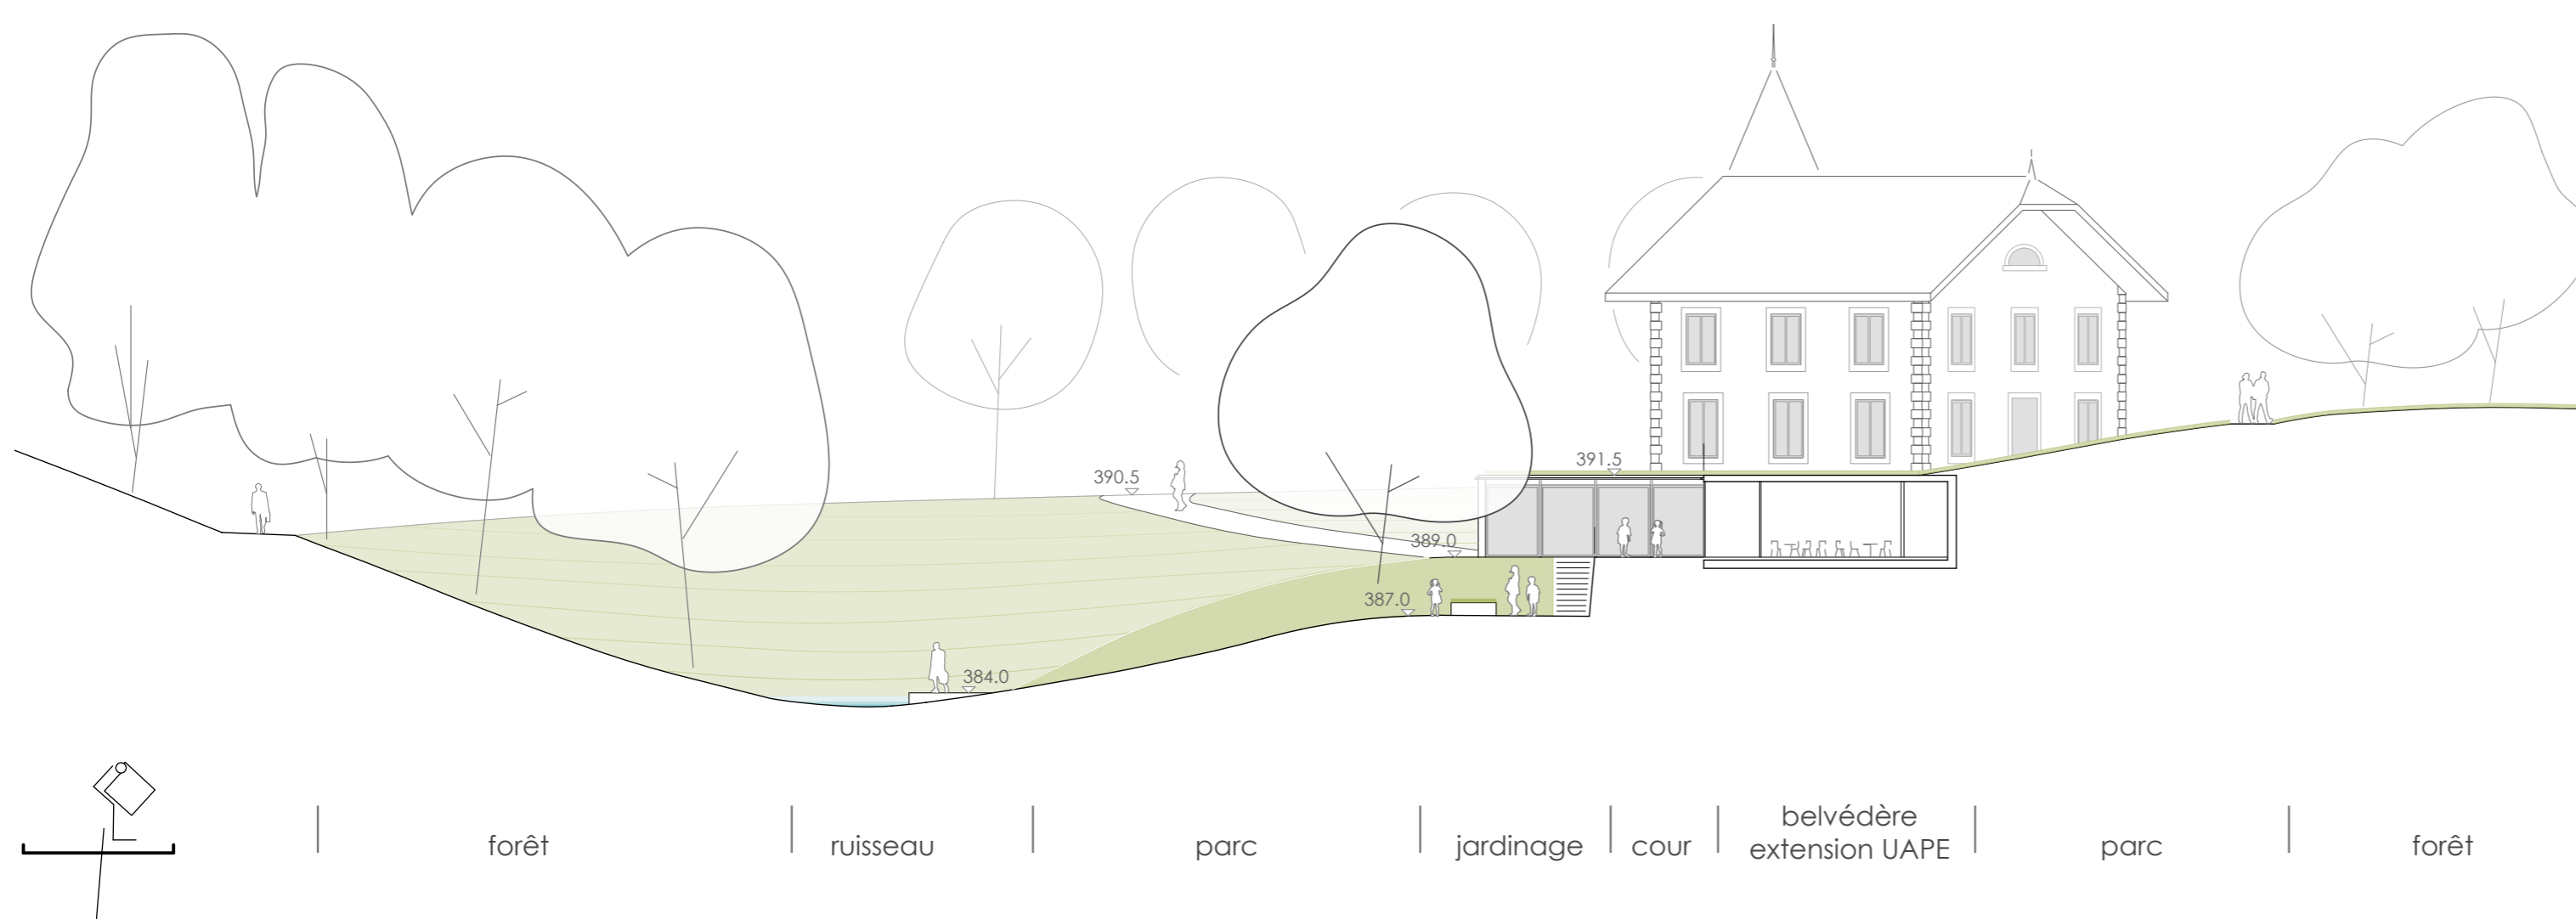 391.5
390.5
389.0
387.0
384.0
forêt
ruisseau
parc
jardinage
cour
belvédère
extension UAPE
parc
forêt